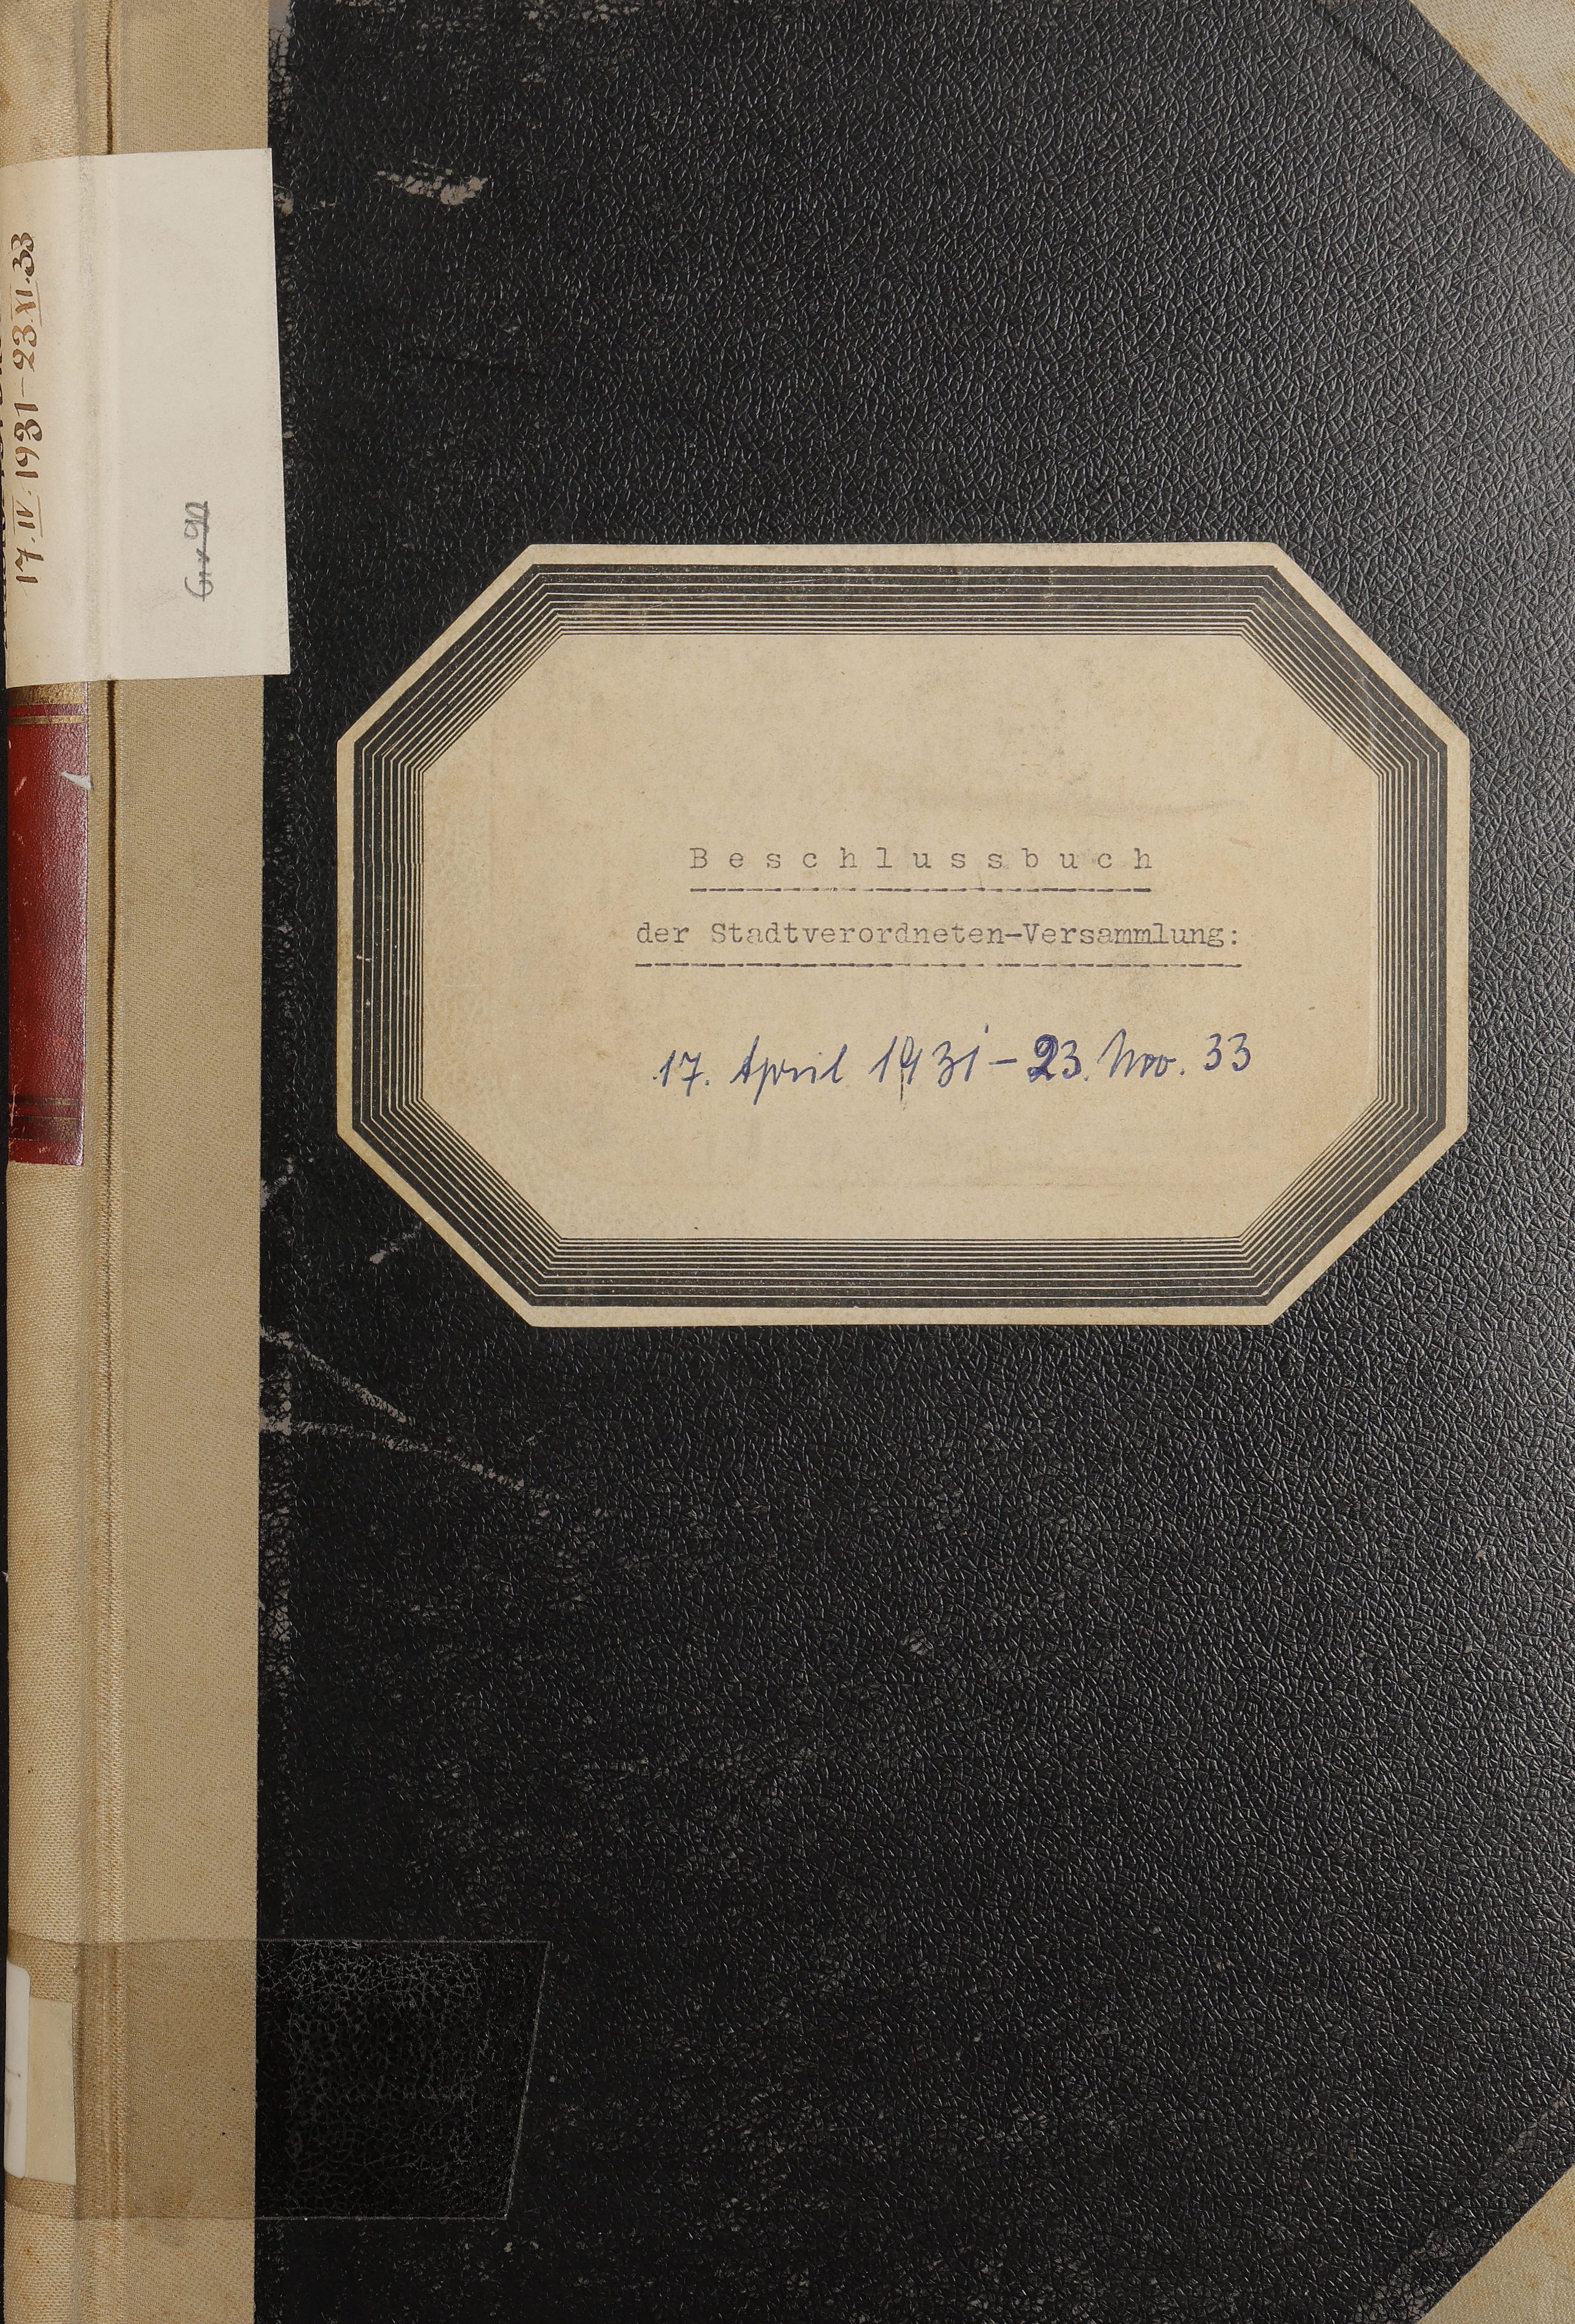 Beschlussbuch
der Stadtverordneten-Versammlung:
17. April 1931 – 23. Nov. 33
17. IV. 1931 – 23. XI. 33